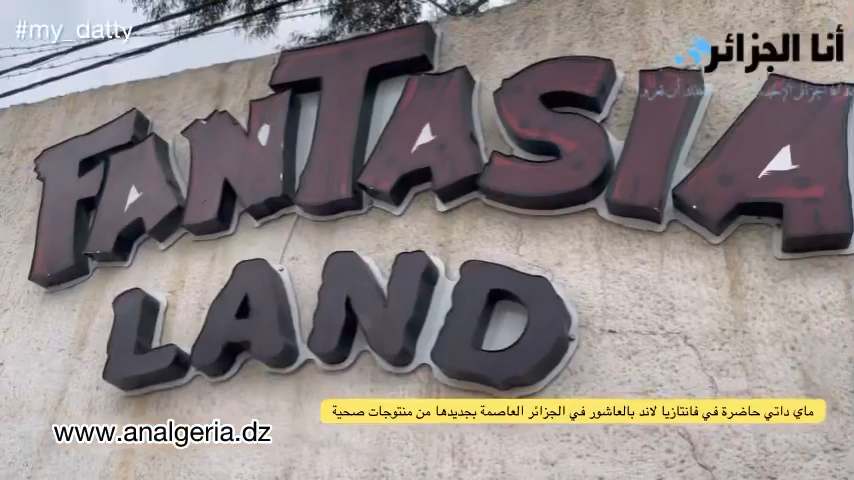 #my_datty
أنا الجزائر
FANTASIA
LAND
ماي داتي حاضرة في فانتازيا لاند بالعاشور في الجزائر العاصمة بجديدها من منتوجات صحية
www.analgeria.dz